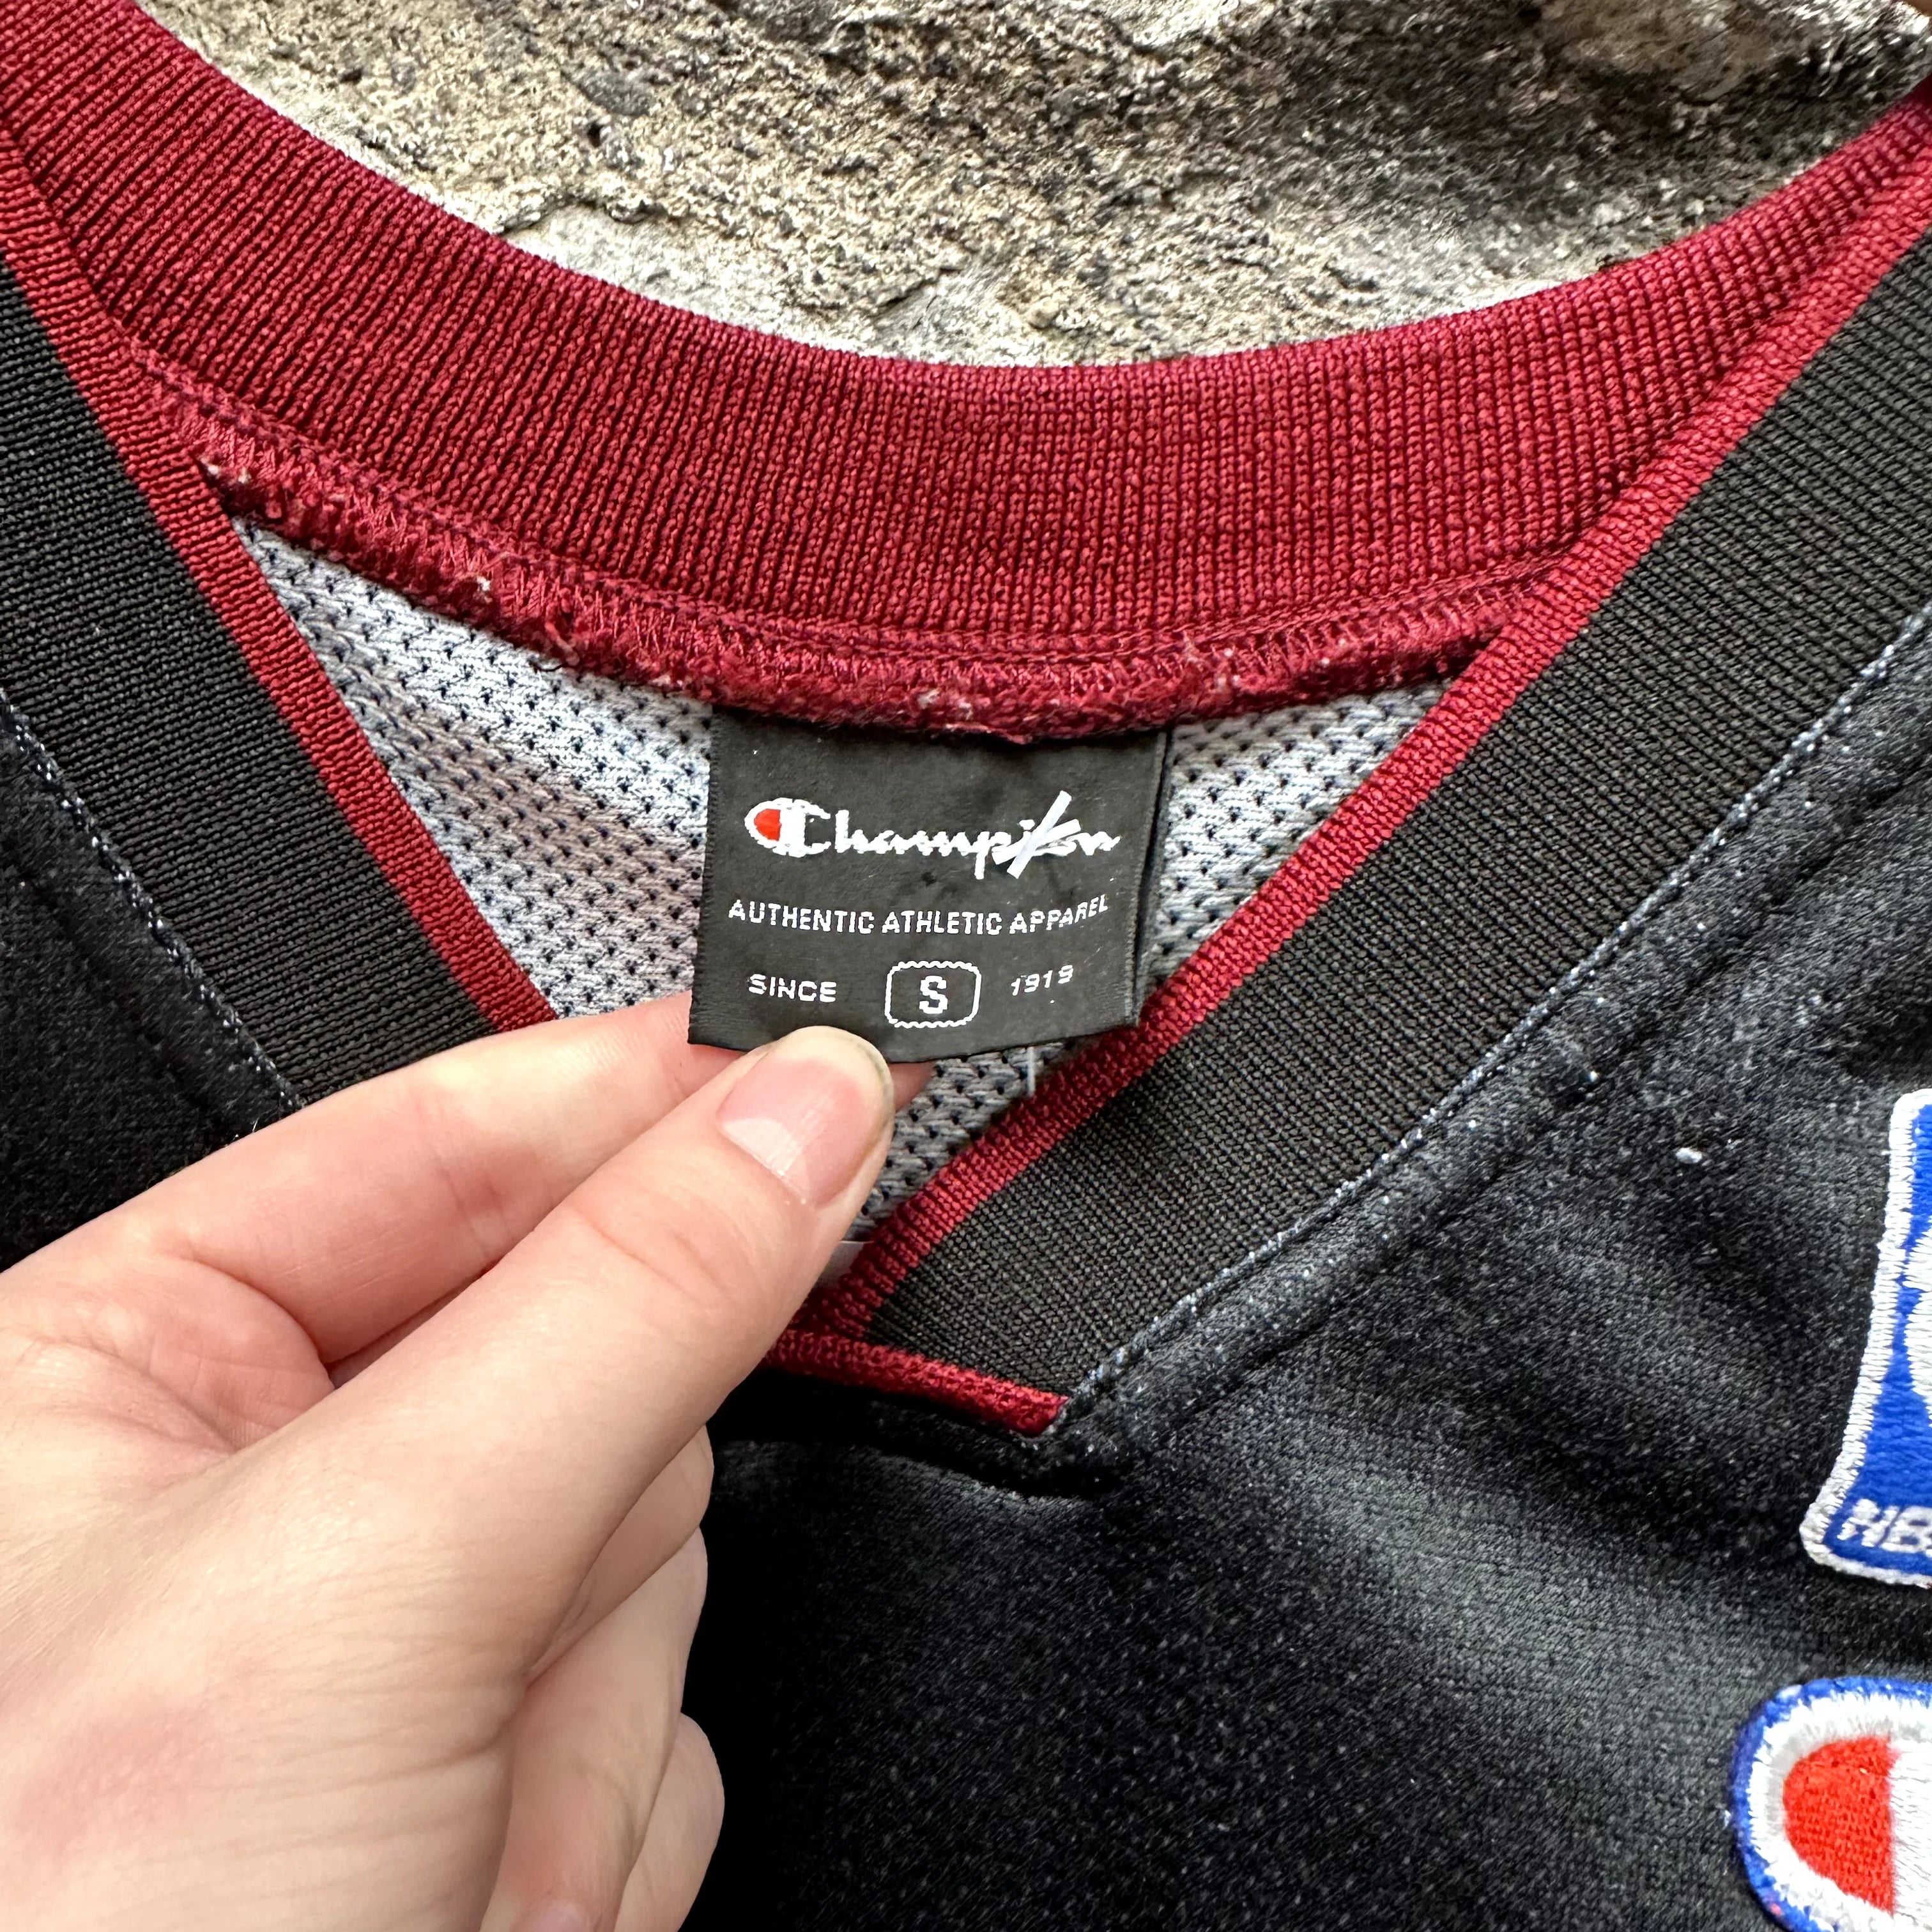 Champion
AUTHENTIC ATHLETIC APPAREL
SINCE S 1919